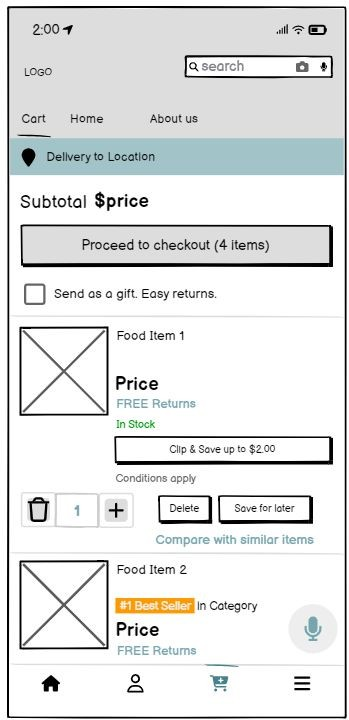 2:00
LOGO
search
Cart Home About us
Delivery to Location
Subtotal $price
Proceed to checkout (4 items)
Send as a gift. Easy returns.
Food Item 1
Price
FREE Returns
In Stock
Clip & Save up to $2.00
Conditions apply
1 Delete Save for later
Compare with similar items
Food Item 2
#1 Best Seller In Category
Price
FREE Returns